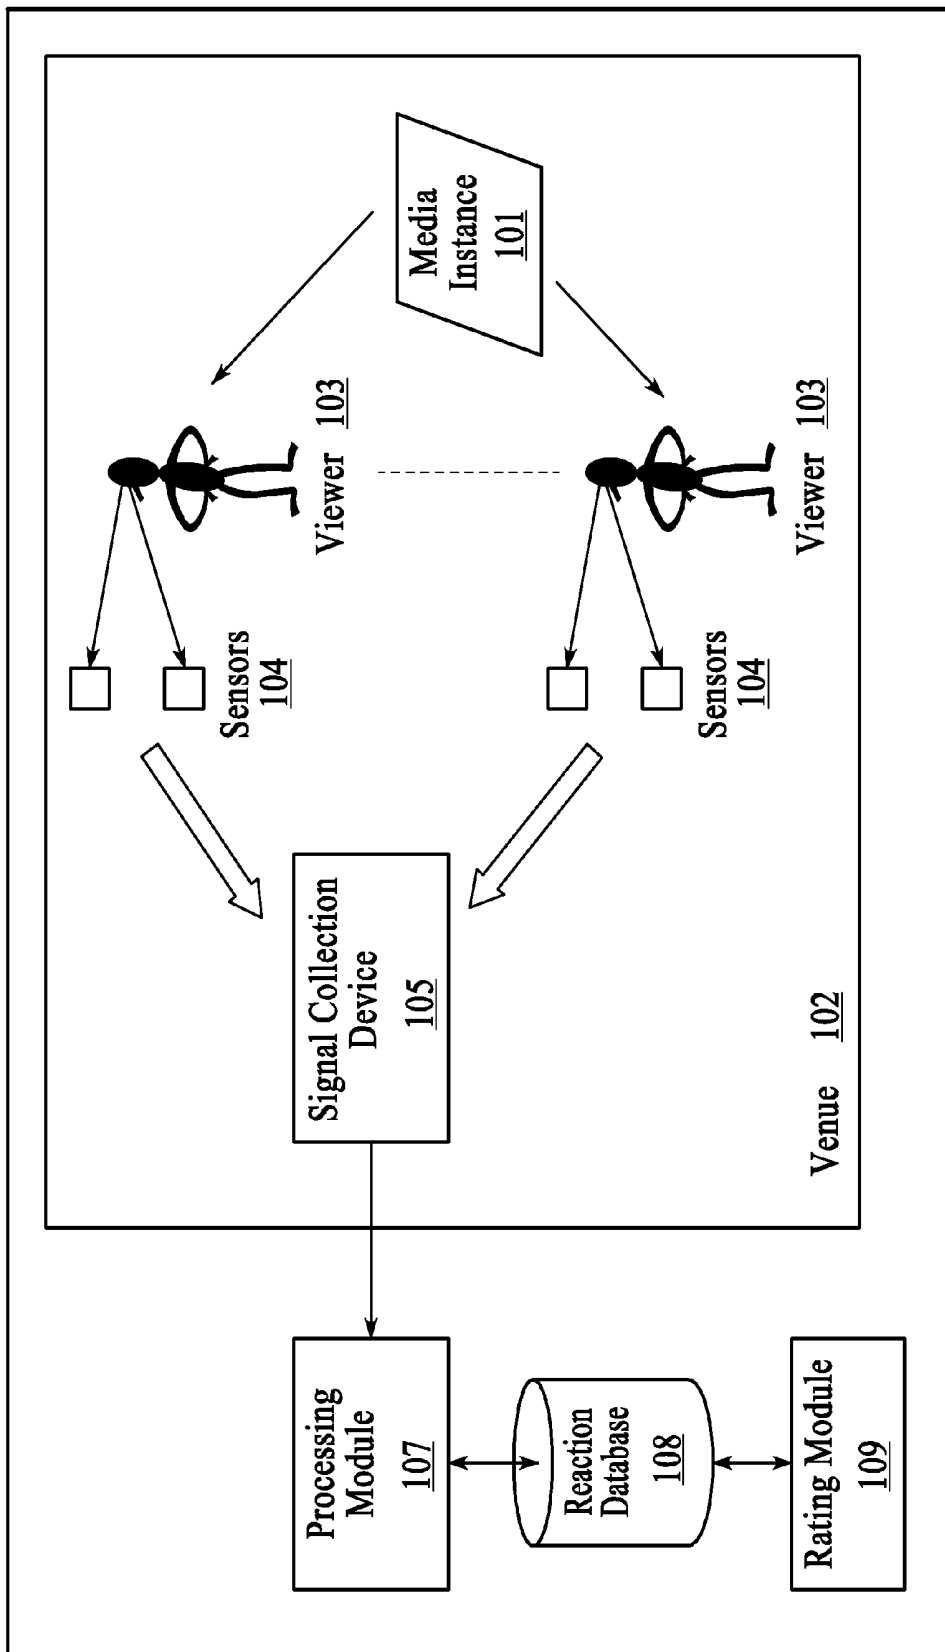 Processing
Module
107
Signal Collection
Device
105
Sensors
104
Viewer 103
Media
Instance
101
Reaction
Database
108
Sensors
104
Viewer 103
Rating Module
109
Venue 102